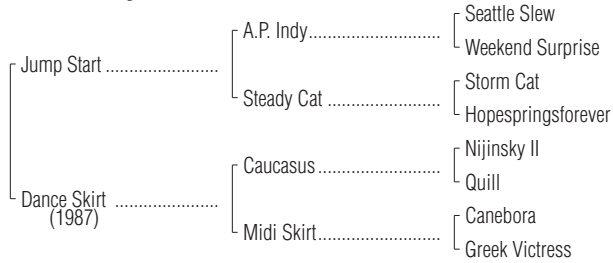 Seattle Slew
A.P. Indy..............................
Weekend Surprise
Jump Start .........................
Storm Cat
Steady Cat .........................
Hopespringsforever
Nijinsky II
Caucasus...........................
Quill
Dance Skirt .......................
(1987)
Canebora
Midi Skirt...........................
Greek Victress